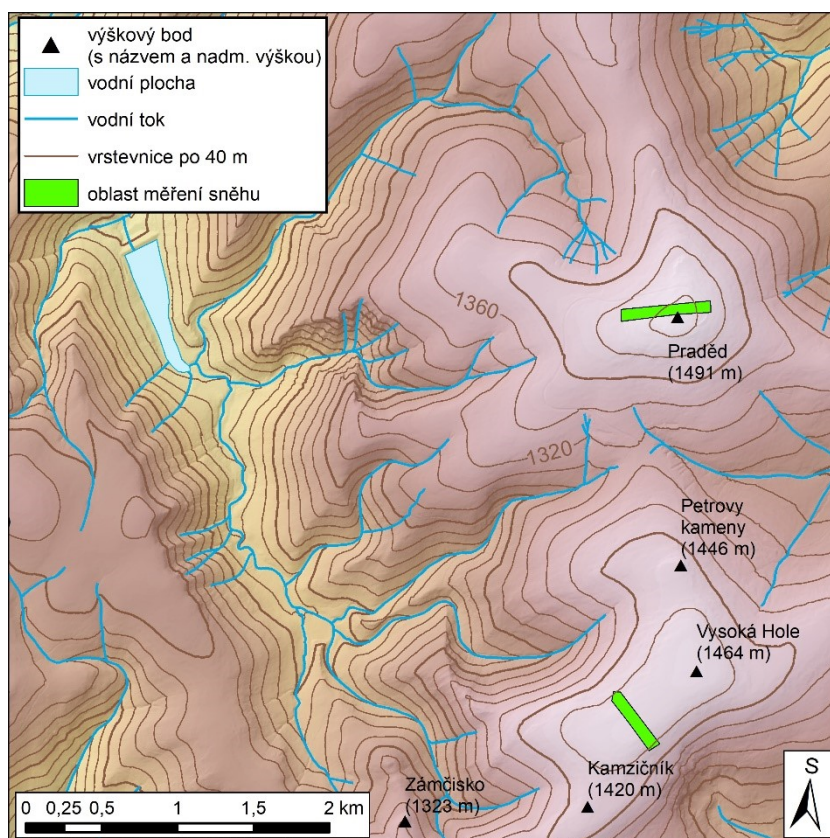 výškový bod
(s názvem a nadm. výškou)
vodní plocha
vodní tok
vrstevnice po 40 m
oblast měření sněhu
1360
Praděd
(1491 m)
1320
Petrovy
kameny
(1446 m)
Vysoká Hole
(1464 m)
Kamzičník
(1420 m)
Zámčisko
(1323 m)
S
0 0,25 0,5 1 1,5 2 km